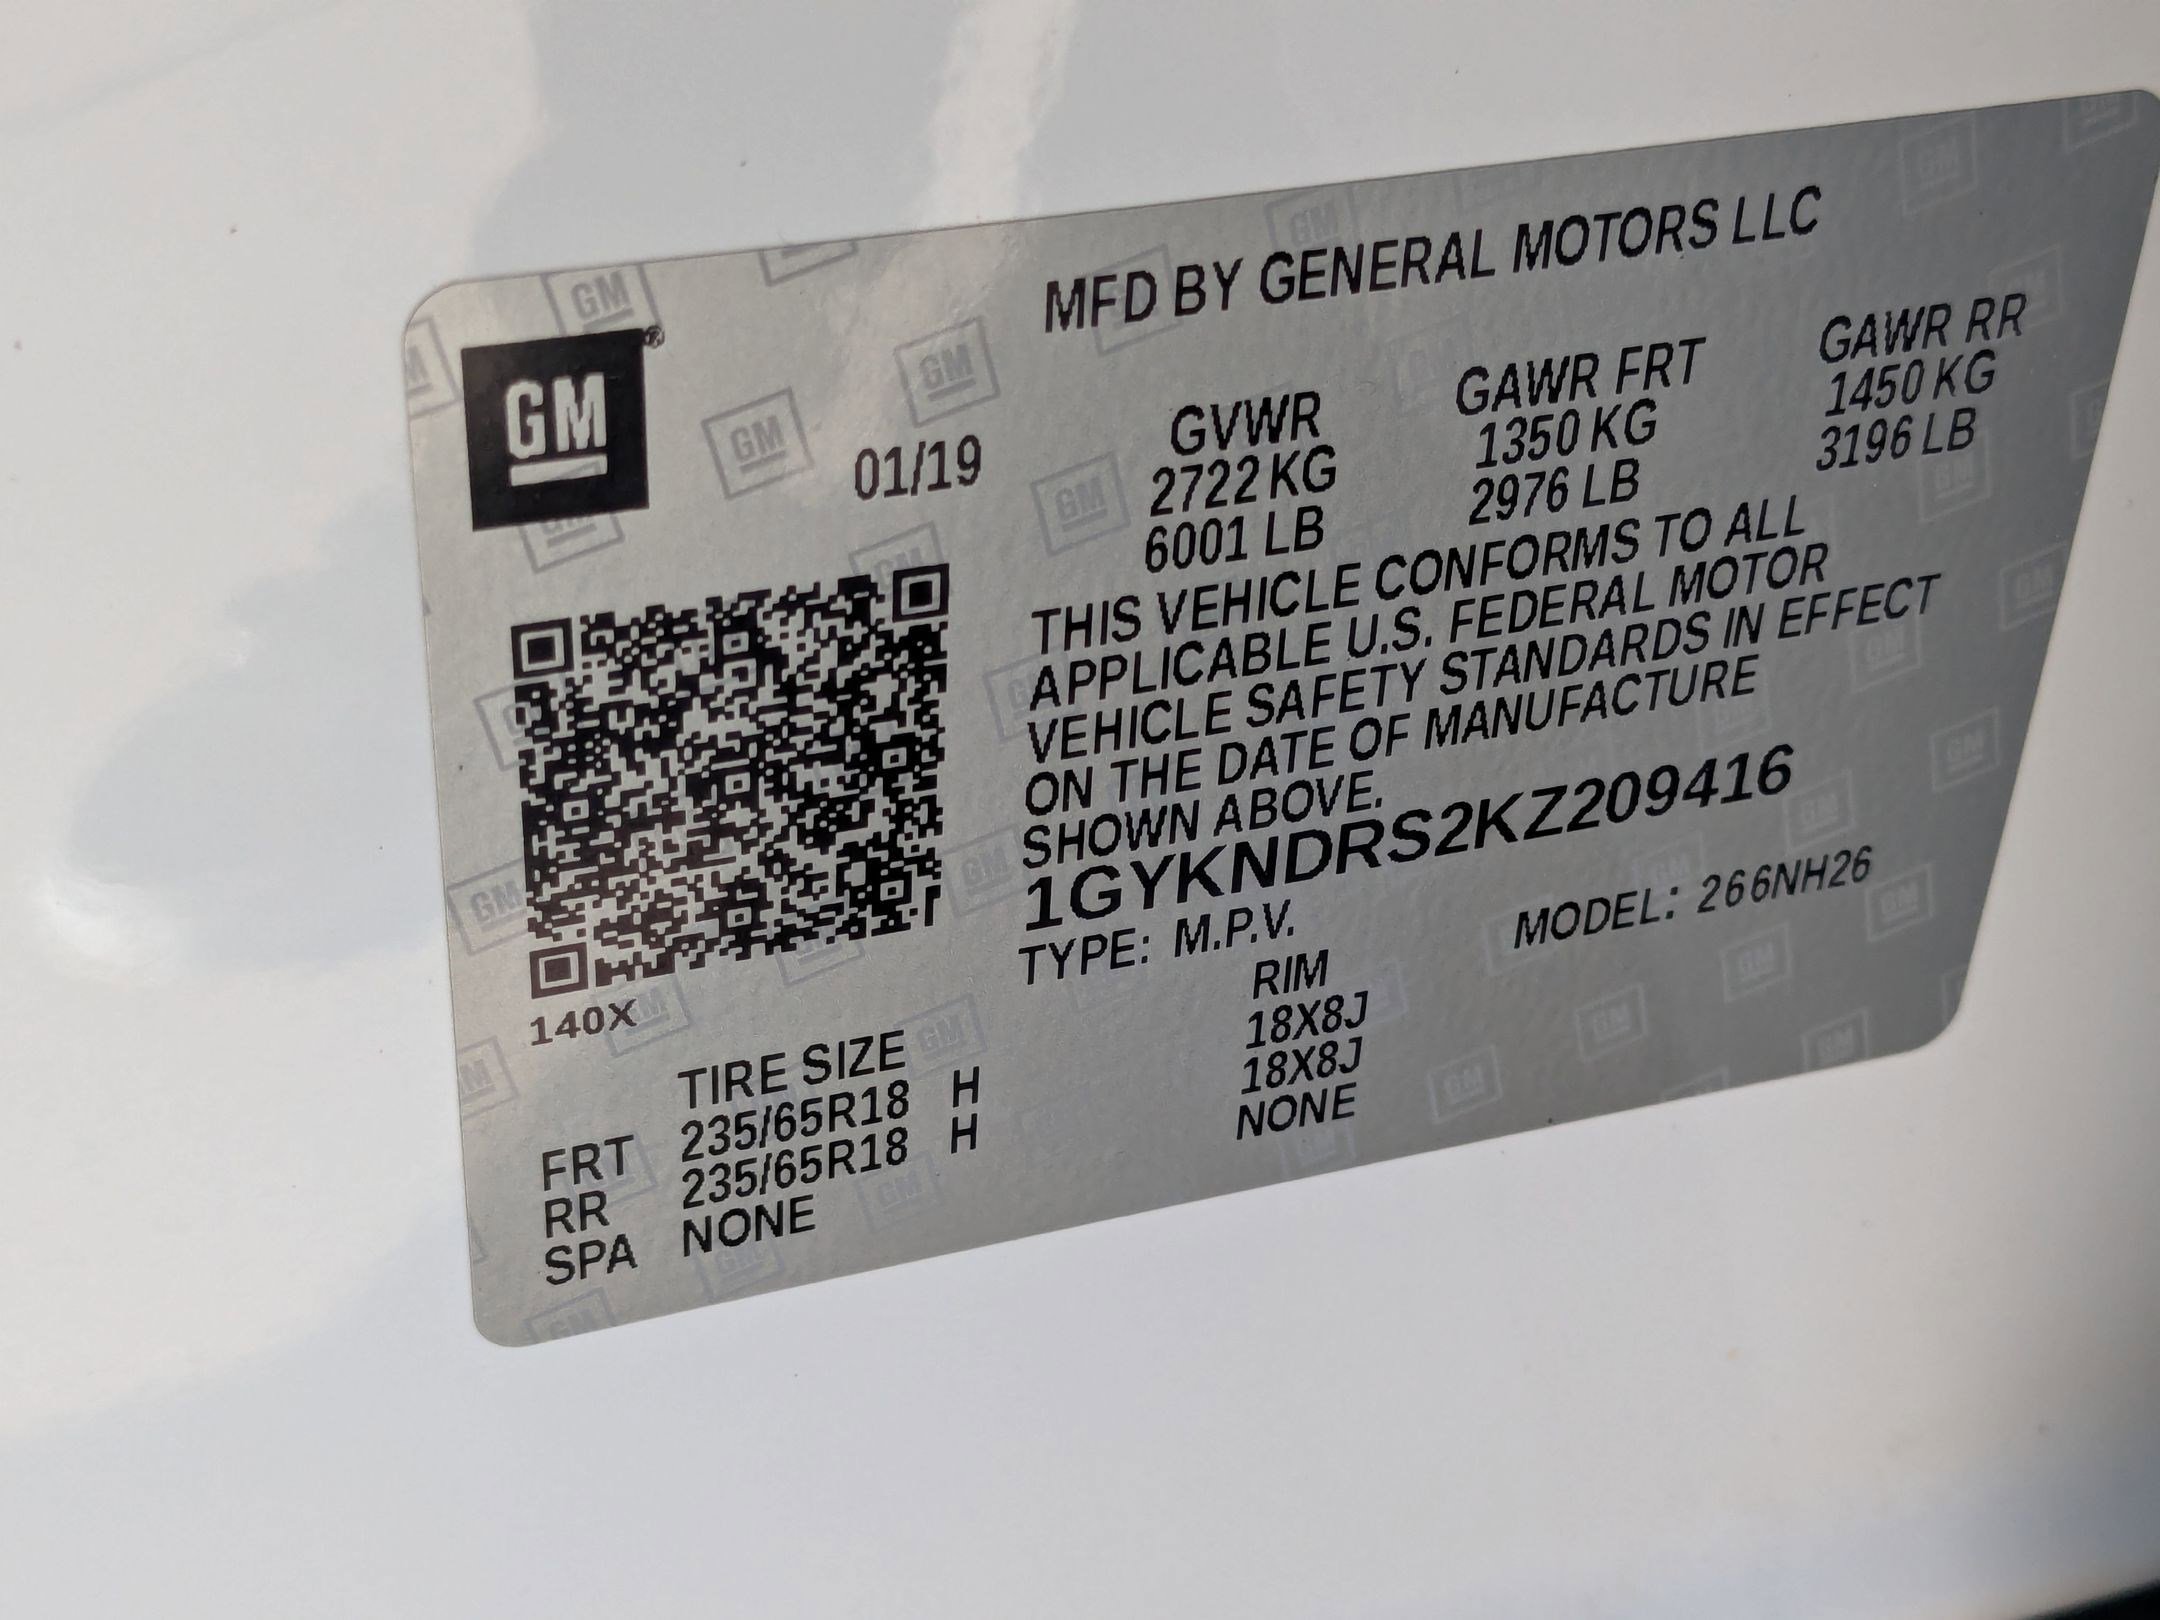 MFD BY GENERAL MOTORS LLC
GM®
01/19
GVWR GAWR FRT GAWR RR
2722 KG 1350 KG 1450 KG
6001 LB 2976 LB 3196 LB
THIS VEHICLE CONFORMS TO ALL
APPLICABLE U.S. FEDERAL MOTOR
VEHICLE SAFETY STANDARDS IN EFFECT
ON THE DATE OF MANUFACTURE
SHOWN ABOVE.
1GYKNDRS2KZ209416
TYPE: M.P.V. MODEL: 266NH26
140X
TIRE SIZE RIM
FRT 235/65R18 H 18X8J
RR 235/65R18 H 18X8J
SPA NONE NONE